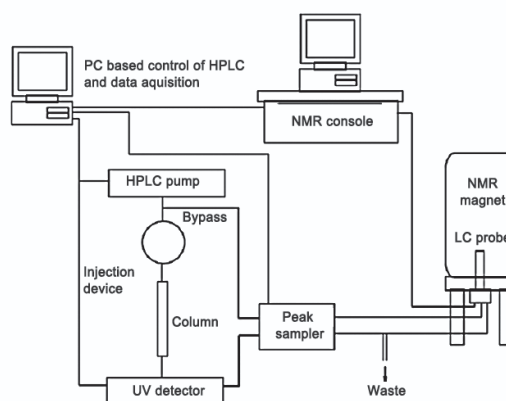 PC based control of HPLC
and data aquisition
NMR console
HPLC pump
Bypass
NMR
magnet
LC probe
Injection
device
Column
Peak
sampler
UV detector
Waste